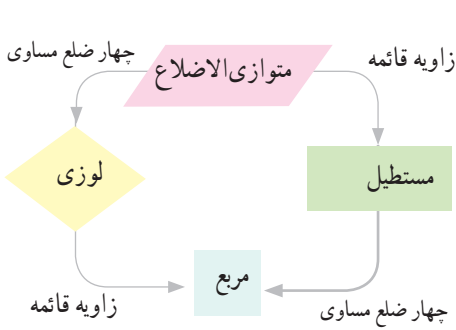 زاویه قائمه
متوازی‌الاضلاع
چهار ضلع مساوی
مستطیل
لوزی
مربع
چهار ضلع مساوی
زاویه قائمه